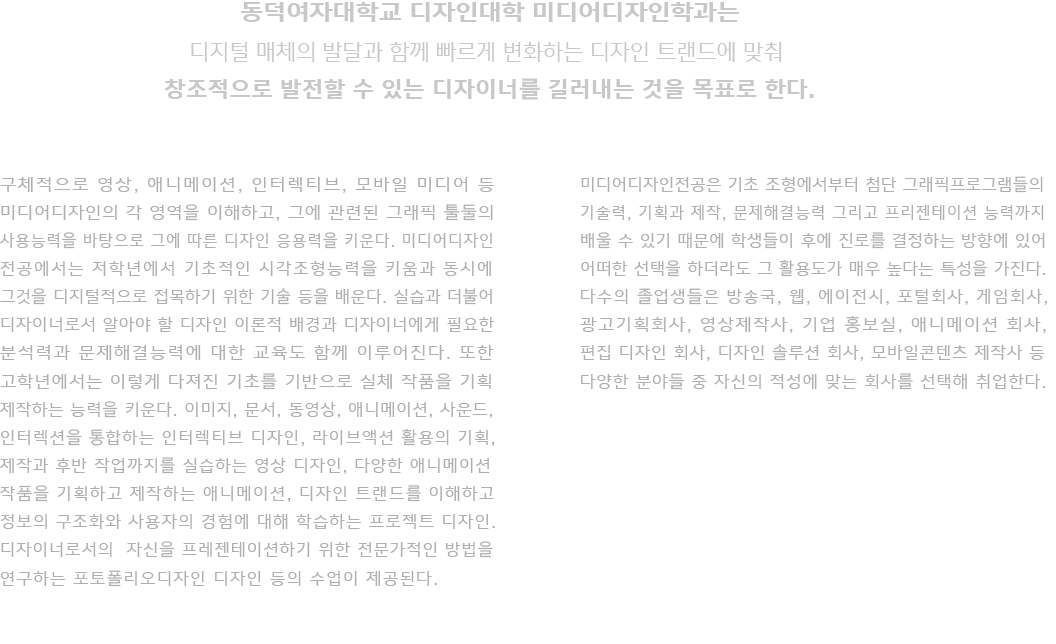 동덕여자대학교 디자인대학 미디어디자인학과는
디지털 매체의 발달과 함께 빠르게 변화하는 디자인 트랜드에 맞춰
창조적으로 발전할 수 있는 디자이너를 길러내는 것을 목표로 한다.
구체적으로 영상, 애니메이션, 인터렉티브, 모바일 미디어 등
미디어디자인의 각 영역을 이해하고, 그에 관련된 그래픽 툴둘의
사용능력을 바탕으로 그에 따른 디자인 응용력을 키운다. 미디어디자인
전공에서는 저학년에서 기초적인 시각조형능력을 키움과 동시에
그것을 디지털적으로 접목하기 위한 기술 등을 배운다. 실습과 더불어
디자이너로서 알아야 할 디자인 이론적 배경과 디자이너에게 필요한
분석력과 문제해결능력에 대한 교육도 함께 이루어진다. 또한
고학년에서는 이렇게 다져진 기초를 기반으로 실체 작품을 기획
제작하는 능력을 키운다. 이미지, 문서, 동영상, 애니메이션, 사운드,
인터렉션을 통합하는 인터렉티브 디자인, 라이브액션 활용의 기획,
제작과 후반 작업까지를 실습하는 영상 디자인, 다양한 애니메이션
작품을 기획하고 제작하는 애니메이션, 디자인 트랜드를 이해하고
정보의 구조화와 사용자의 경험에 대해 학습하는 프로젝트 디자인.
디자이너로서의 자신을 프레젠테이션하기 위한 전문가적인 방법을
연구하는 포토폴리오디자인 디자인 등의 수업이 제공된다.
미디어디자인전공은 기초 조형에서부터 첨단 그래픽프로그램들의
기술력, 기획과 제작, 문제해결능력 그리고 프리젠테이션 능력까지
배울 수 있기 때문에 학생들이 후에 진로를 결정하는 방향에 있어
어떠한 선택을 하더라도 그 활용도가 매우 높다는 특성을 가진다.
다수의 졸업생들은 방송국, 웹, 에이전시, 포털회사, 게임회사,
광고기획회사, 영상제작사, 기업 홍보실, 애니메이션 회사,
편집 디자인 회사, 디자인 솔루션 회사, 모바일콘텐츠 제작사 등
다양한 분야들 중 자신의 적성에 맞는 회사를 선택해 취업한다.